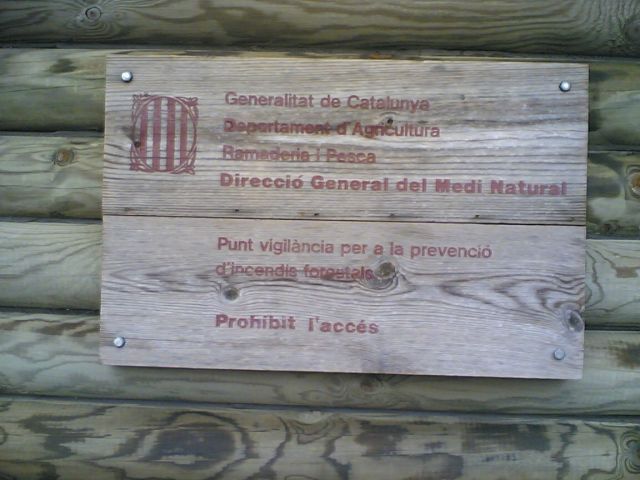 Generalitat de Catalunya
Departament d'Agricultura
Ramaderia i Pesca
Direcció General del Medi Natural
Punt vigilància per a la prevenció
d'incendis forestals
Prohibit l'accés